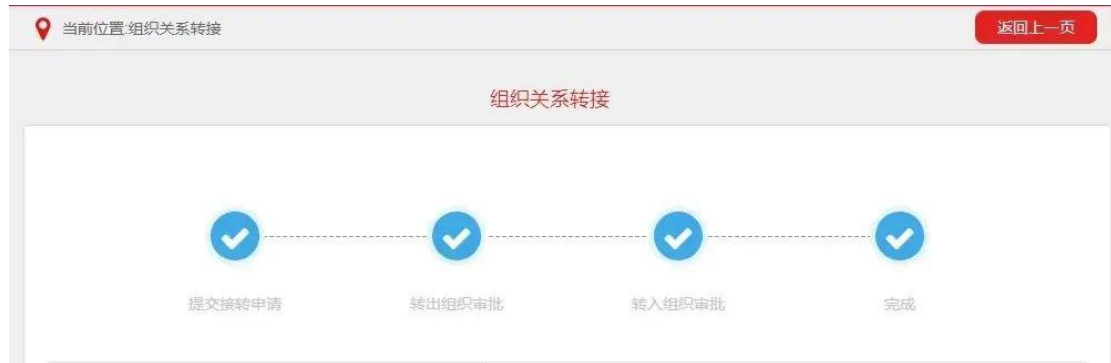 当前位置:组织关系转接
返回上一页
组织关系转接
提交接转申请
转出组织审批
转入组织审批
完成